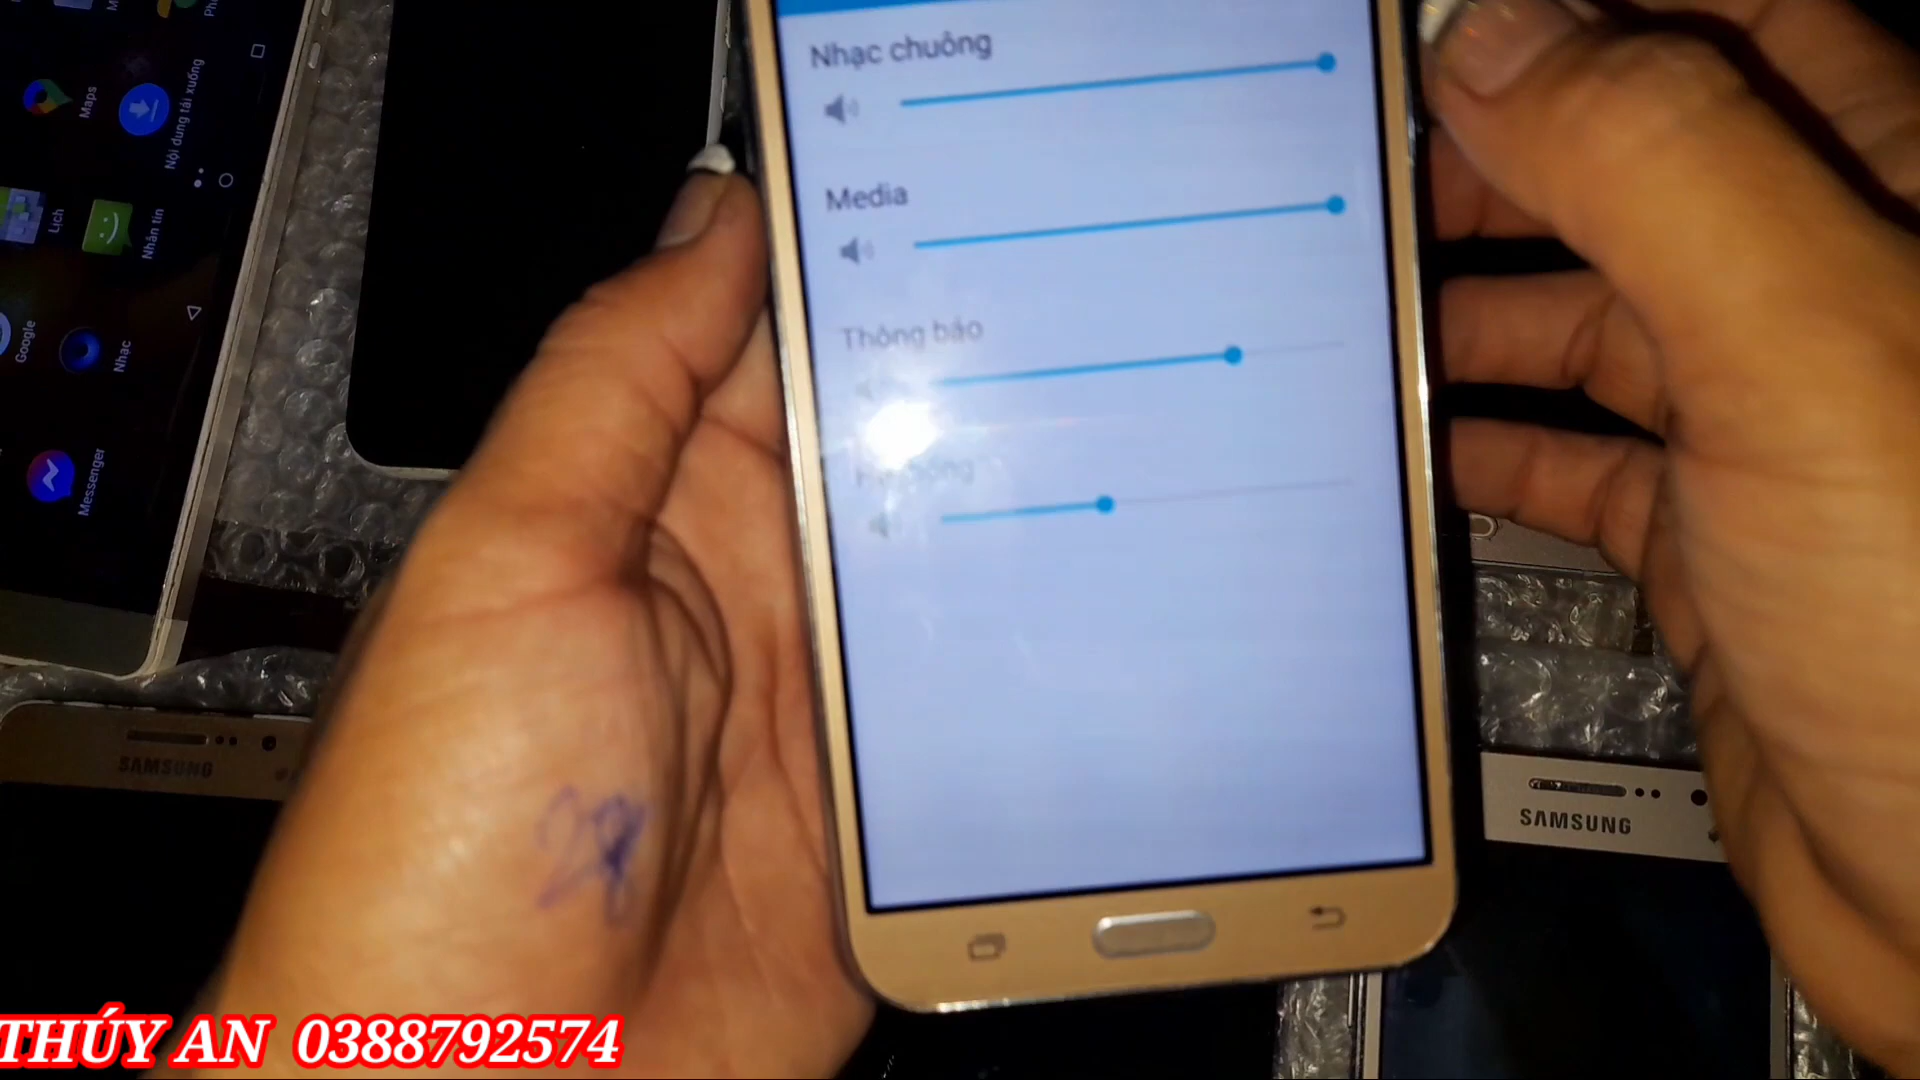 Nhạc chuông
Media
Thông báo
Maps
Nội dung tải xuống
Lịch
Nhắn tin
Google
Nhạc
Messenger
SAMSUNG
SAMSUNG
THÚY AN 0388792574